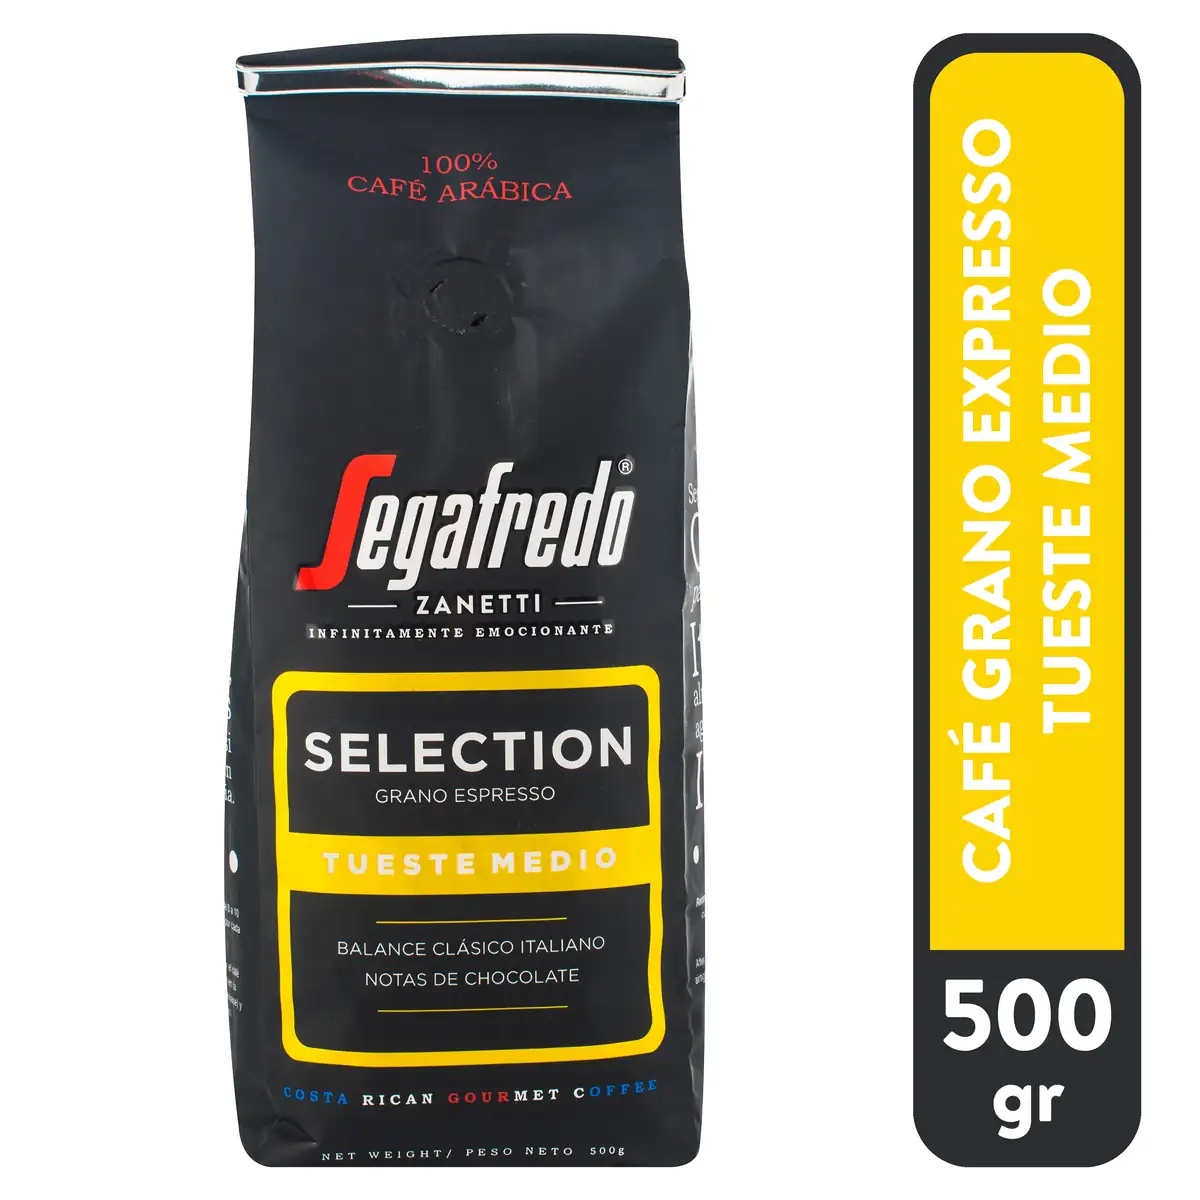 100%
CAFÉ ARÁBICA
Segafredo®
ZANETTI
INFINITAMENTE EMOCIONANTE
SELECTION
GRANO ESPRESSO
TUESTE MEDIO
BALANCE CLÁSICO ITALIANO
NOTAS DE CHOCOLATE
COSTA RICAN GOURMET COFFEE
NET WEIGHT/ PESO NETO 500g
CAFÉ GRANO EXPRESSO
TUESTE MEDIO
500
gr